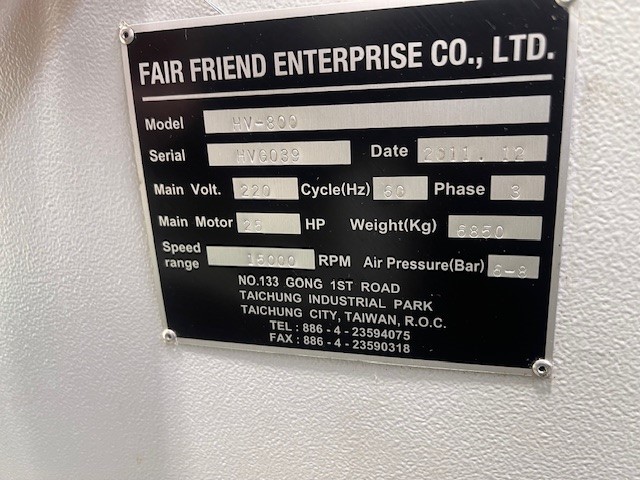 FAIR FRIEND ENTERPRISE CO., LTD.
Model HV-800
Serial HV6039 Date 2011.12
Main Volt. 220 Cycle(Hz) 60 Phase 3
Main Motor 25 HP Weight(Kg) 6850
Speed range 15000 RPM Air Pressure(Bar) 6-8
NO.133 GONG 1ST ROAD
TAICHUNG INDUSTRIAL PARK
TAICHUNG CITY, TAIWAN, R.O.C.
TEL : 886 - 4 - 23594075
FAX : 886 - 4 - 23590318